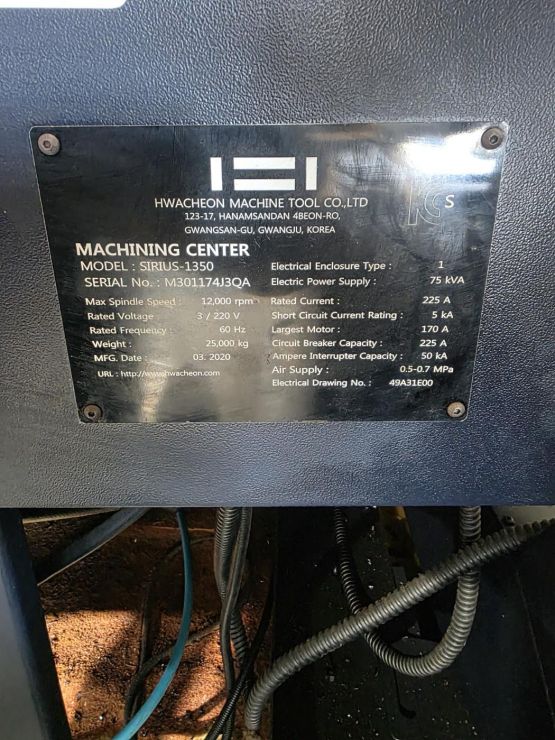 HWACHEON MACHINE TOOL CO.,LTD
123-17, HANAMSANDAN 4BEON-RO,
GWANGSAN-GU, GWANGJU, KOREA
S
MACHINING CENTER
MODEL : SIRIUS-1350
SERIAL No. : M301174J3QA
Max Spindle Speed : 12,000 rpm
Rated Voltage : 3 / 220 V
Rated Frequency : 60 Hz
Weight : 25,000 kg
MFG. Date : 03. 2020
URL : http://www.hwacheon.com
Electrical Enclosure Type : 1
Electric Power Supply : 75 kVA
Rated Current : 225 A
Short Circuit Current Rating : 5 kA
Largest Motor : 170 A
Circuit Breaker Capacity : 225 A
Ampere Interrupter Capacity : 50 kA
Air Supply : 0.5-0.7 MPa
Electrical Drawing No. : 49A31E00